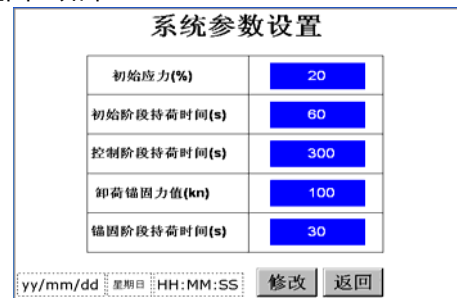 系统参数设置
初始应力(%) 20
初始阶段持荷时间(s) 60
控制阶段持荷时间(s) 300
卸荷锚固力值(kn) 100
锚固阶段持荷时间(s) 30
yy/mm/dd 星期日 HH:MM:SS 修改 返回